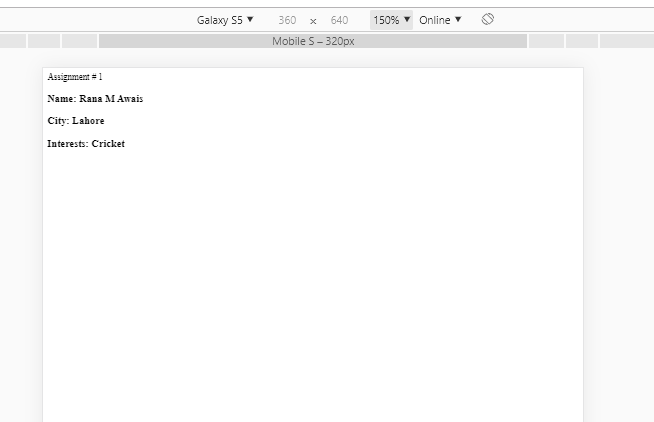 Galaxy S5 ▼ 360 x 640 150% ▼ Online ▼
Mobile S – 320px
Assignment # 1
Name: Rana M Awais
City: Lahore
Interests: Cricket